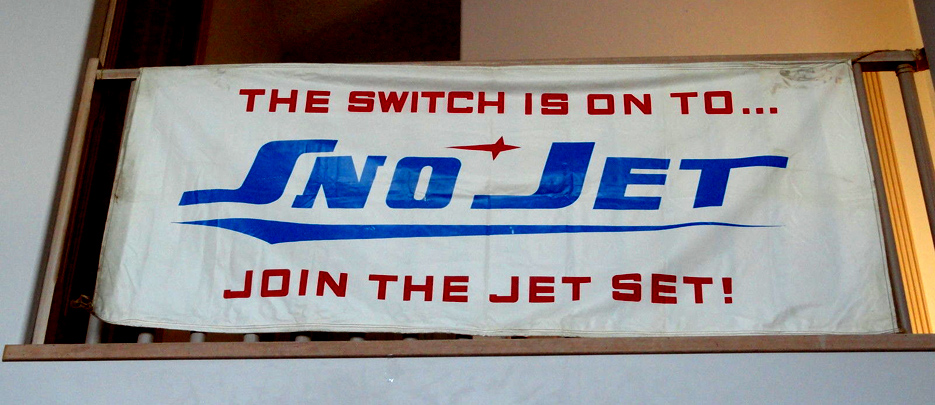 THE SWITCH IS ON TO...
SNO JET
JOIN THE JET SET!